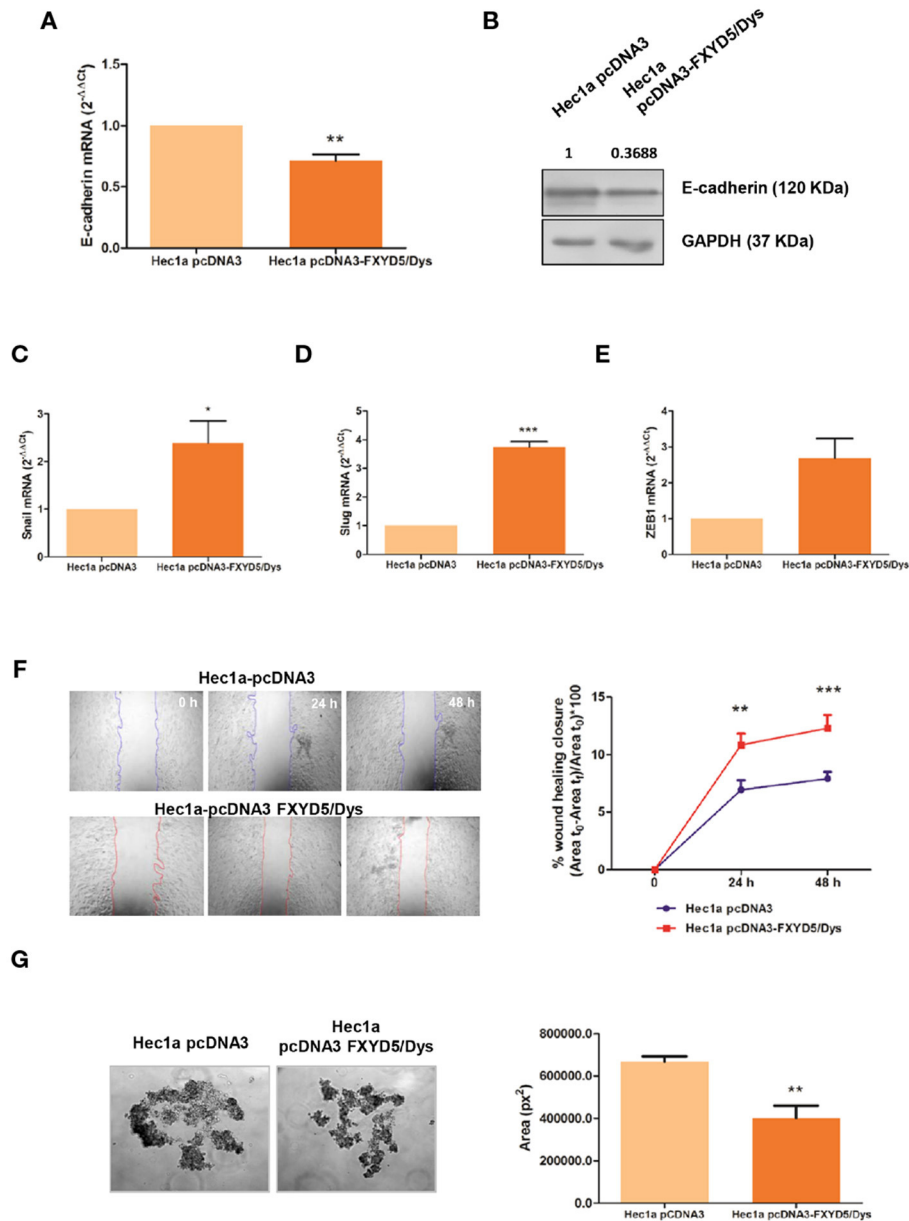 A
E-cadherin mRNA (2^-ΔΔCt)
1.5
1.0
0.5
0.0
**
Hec1a pcDNA3
Hec1a pcDNA3-FXYD5/Dys
B
Hec1a pcDNA3
Hec1a
pcDNA3-FXYD5/Dys
1
0.3688
E-cadherin (120 KDa)
GAPDH (37 KDa)
C
Snail mRNA (2^-ΔΔCt)
3
2
1
0
*
Hec1a pcDNA3
Hec1a pcDNA3-FXYD5/Dys
D
Slug mRNA (2^-ΔΔCt)
5
4
3
2
1
0
***
Hec1a pcDNA3
Hec1a pcDNA3-FXYD5/Dys
E
ZEB1 mRNA (2^-ΔΔCt)
4
3
2
1
0
Hec1a pcDNA3
Hec1a pcDNA3-FXYD5/Dys
F
Hec1a-pcDNA3
0 h
24 h
48 h
Hec1a-pcDNA3 FXYD5/Dys
% wound healing closure
(Area t0-Area tf)/Area t0)*100
15
10
5
0
**
***
0
24 h
48 h
Hec1a pcDNA3
Hec1a pcDNA3-FXYD5/Dys
G
Hec1a pcDNA3
Hec1a
pcDNA3 FXYD5/Dys
Area (px²)
800000.0
600000.0
400000.0
200000.0
0.0
**
Hec1a pCDNA3
Hec1a pcDNA3-FXYD5/Dys